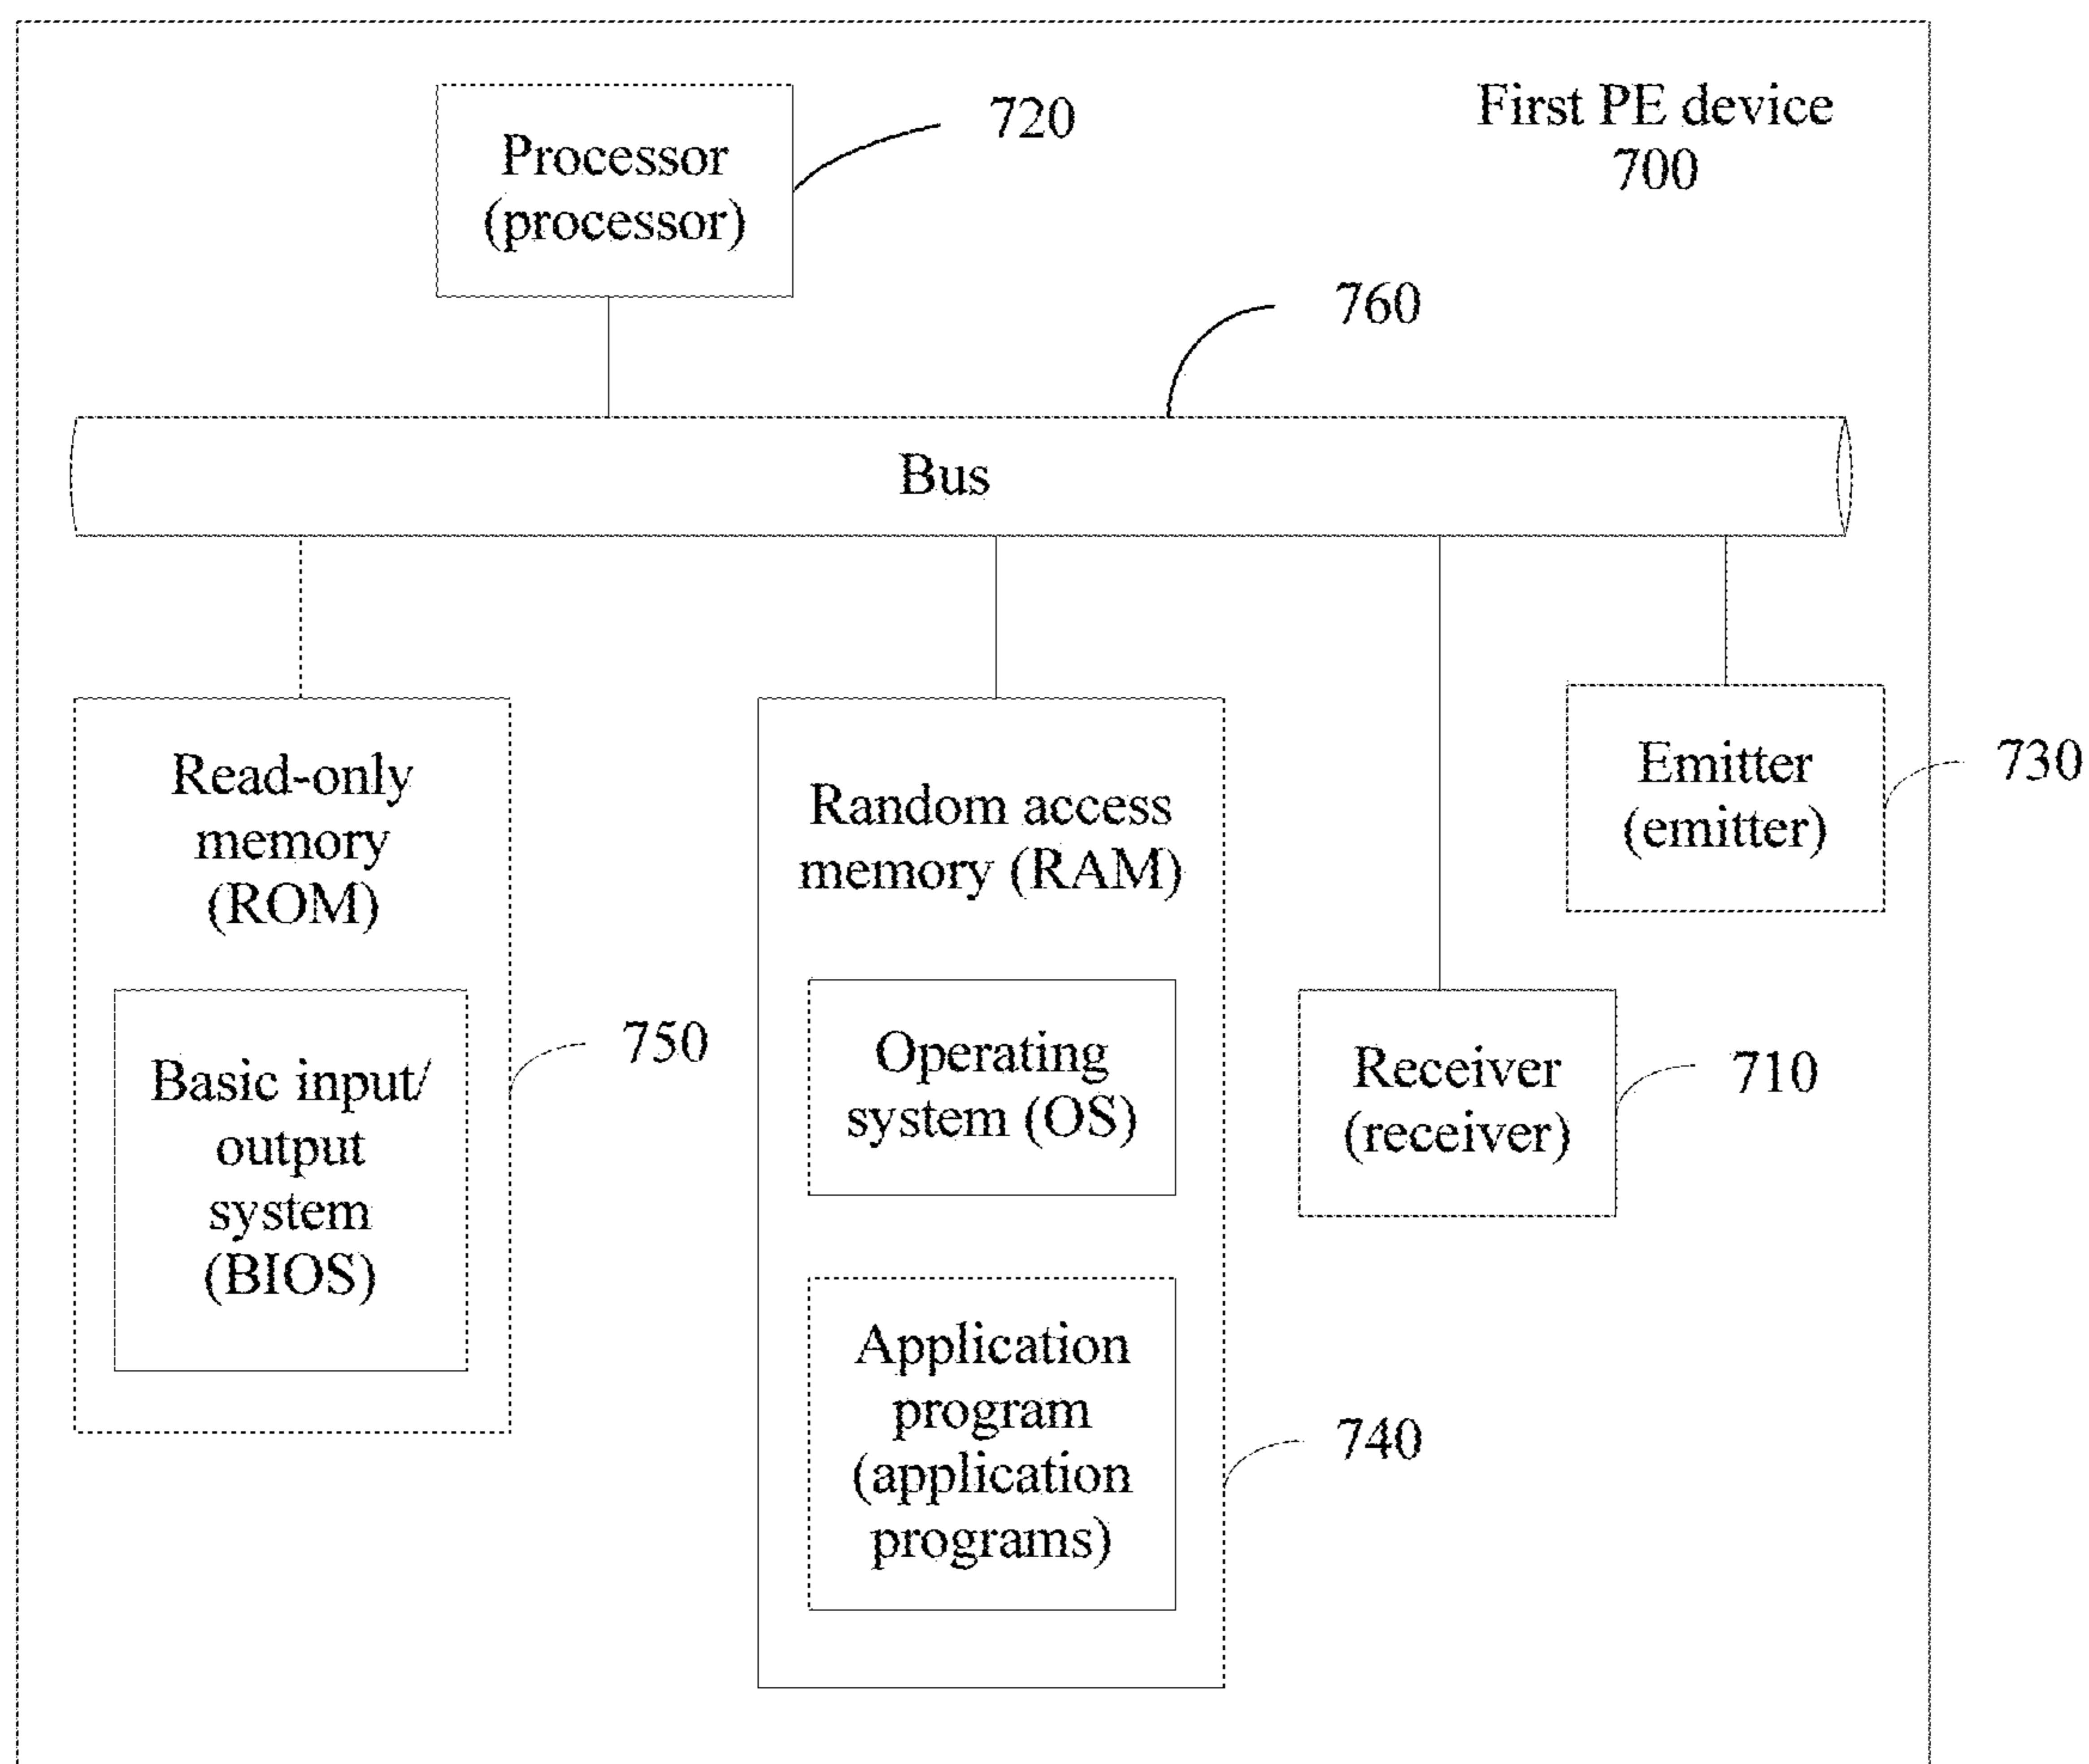 First PE device
700
Processor
(processor)
720
760
Bus
Read-only
memory
(ROM)
Basic input/
output
system
(BIOS)
750
Random access
memory (RAM)
Operating
system (OS)
Application
program
(application
programs)
740
Receiver
(receiver)
710
Emitter
(emitter)
730